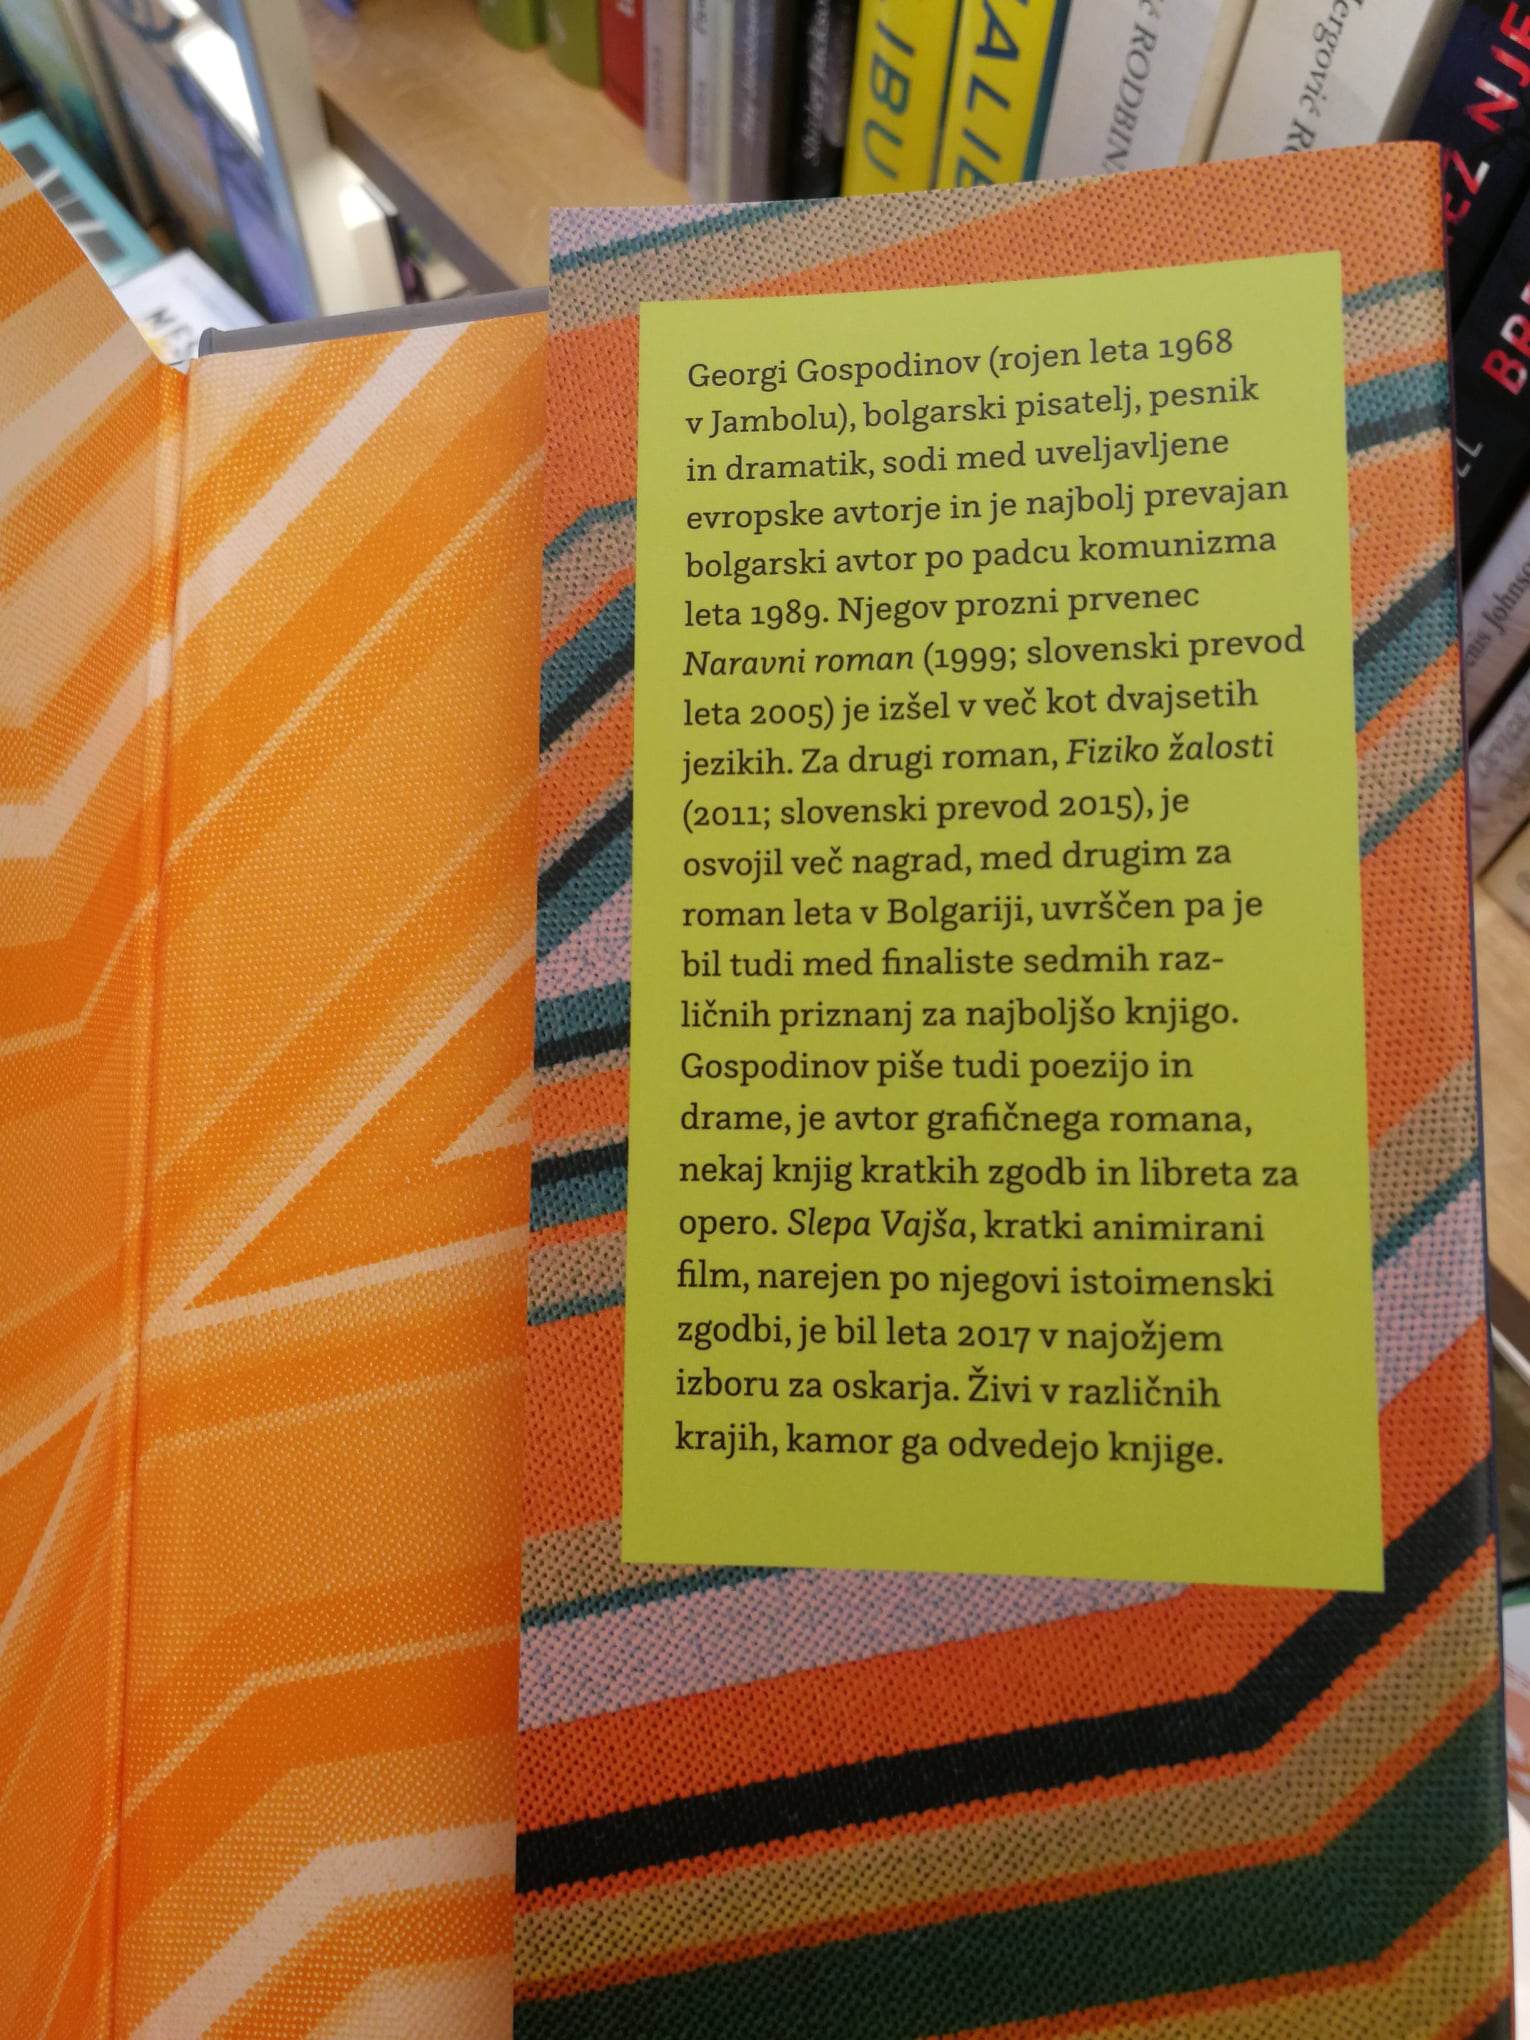 IBU
ALIE
RODBIN
ergović
Georgi Gospodinov (rojen leta 1968
v Jambolu), bolgarski pisatelj, pesnik
in dramatik, sodi med uveljavljene
evropske avtorje in je najbolj prevajan
bolgarski avtor po padcu komunizma
leta 1989. Njegov prozni prvenec
Naravni roman (1999; slovenski prevod
leta 2005) je izšel v več kot dvajsetih
jezikih. Za drugi roman, Fiziko žalosti
(2011; slovenski prevod 2015), je
osvojil več nagrad, med drugim za
roman leta v Bolgariji, uvrščen pa je
bil tudi med finaliste sedmih raz-
ličnih priznanj za najboljšo knjigo.
Gospodinov piše tudi poezijo in
drame, je avtor grafičnega romana,
nekaj knjig kratkih zgodb in libreta za
opero. Slepa Vajša, kratki animirani
film, narejen po njegovi istoimenski
zgodbi, je bil leta 2017 v najožjem
izboru za oskarja. Živi v različnih
krajih, kamor ga odvedejo knjige.